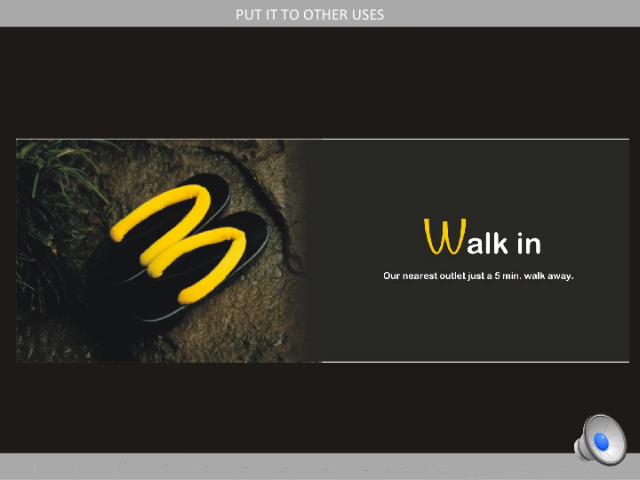 PUT IT TO OTHER USES
Walk in
Our nearest outlet just a 5 min. walk away.